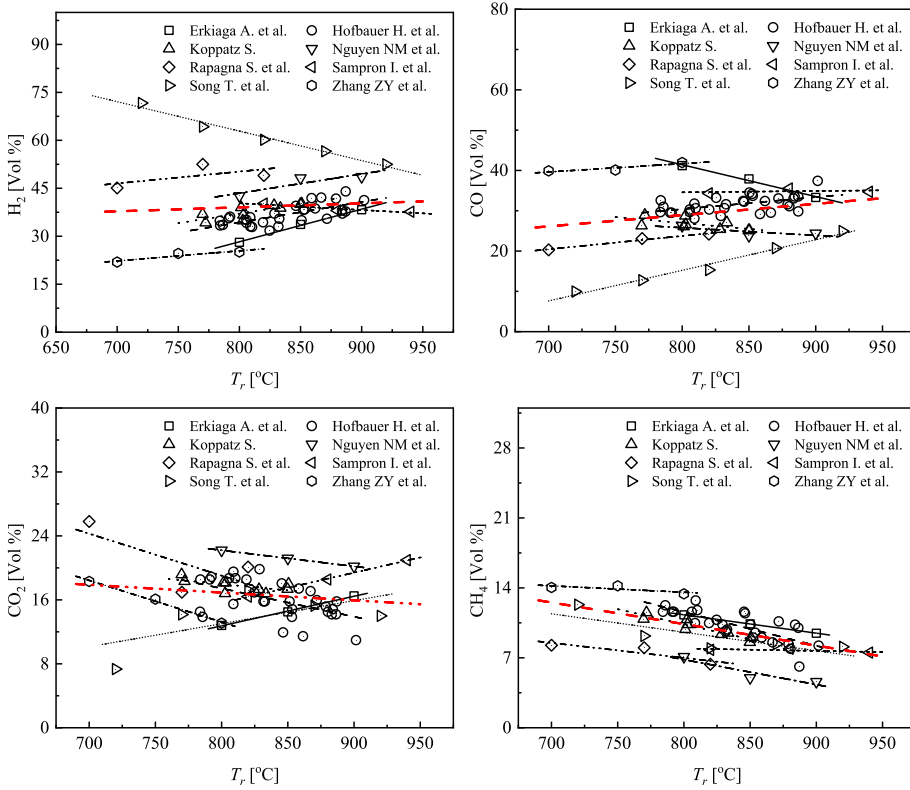 90
75
60
45
30
15
0
H₂ [Vol %]
Erkiaga A. et.al
Koppatz S.
Rapagna S. et.al
Song T. et.al
Hofbauer H. et.al
Nguyen NM et.al
Sampron I. et.al
Zhang ZY et.al
650 700 750 800 850 900 950
Tr [°C]
80
60
40
20
0
CO [Vol %]
Erkiaga A. et.al
Koppatz S.
Rapagna S. et.al
Song T. et.al
Hofbauer H. et.al
Nguyen NM et.al
Sampron I. et.al
Zhang ZY et.al
700 750 800 850 900 950
Tr [°C]
40
32
24
16
8
0
CO₂ [Vol %]
Erkiaga A. et.al
Koppatz S.
Rapagna S. et.al.
Song T. et.al.
Hofbauer H. et.al.
Nguyen NM et al.
Sampron I. et.al
Zhang ZY et al.
700 750 800 850 900 950
Tr [°C]
28
21
14
7
0
CH₄ [Vol %]
Erkiaga A. et.al
Koppatz S.
Rapagna S. et.al
Song T. et.al
Hofbauer H. et.al
Nguyen NM et al.
Sampron I. et.al
Zhang ZY et al.
700 750 800 850 900 950
Tr [°C]